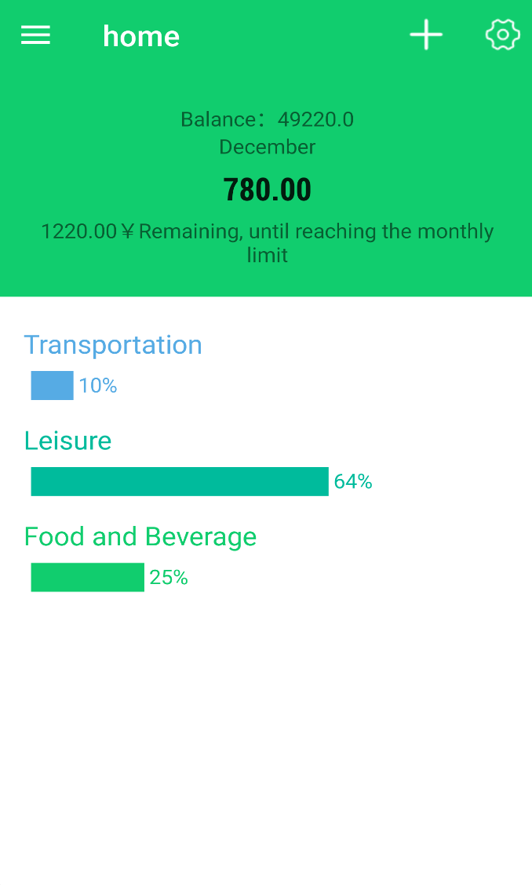 home
Balance：49220.0
December
780.00
1220.00￥Remaining, until reaching the monthly
limit
Transportation
10%
Leisure
64%
Food and Beverage
25%